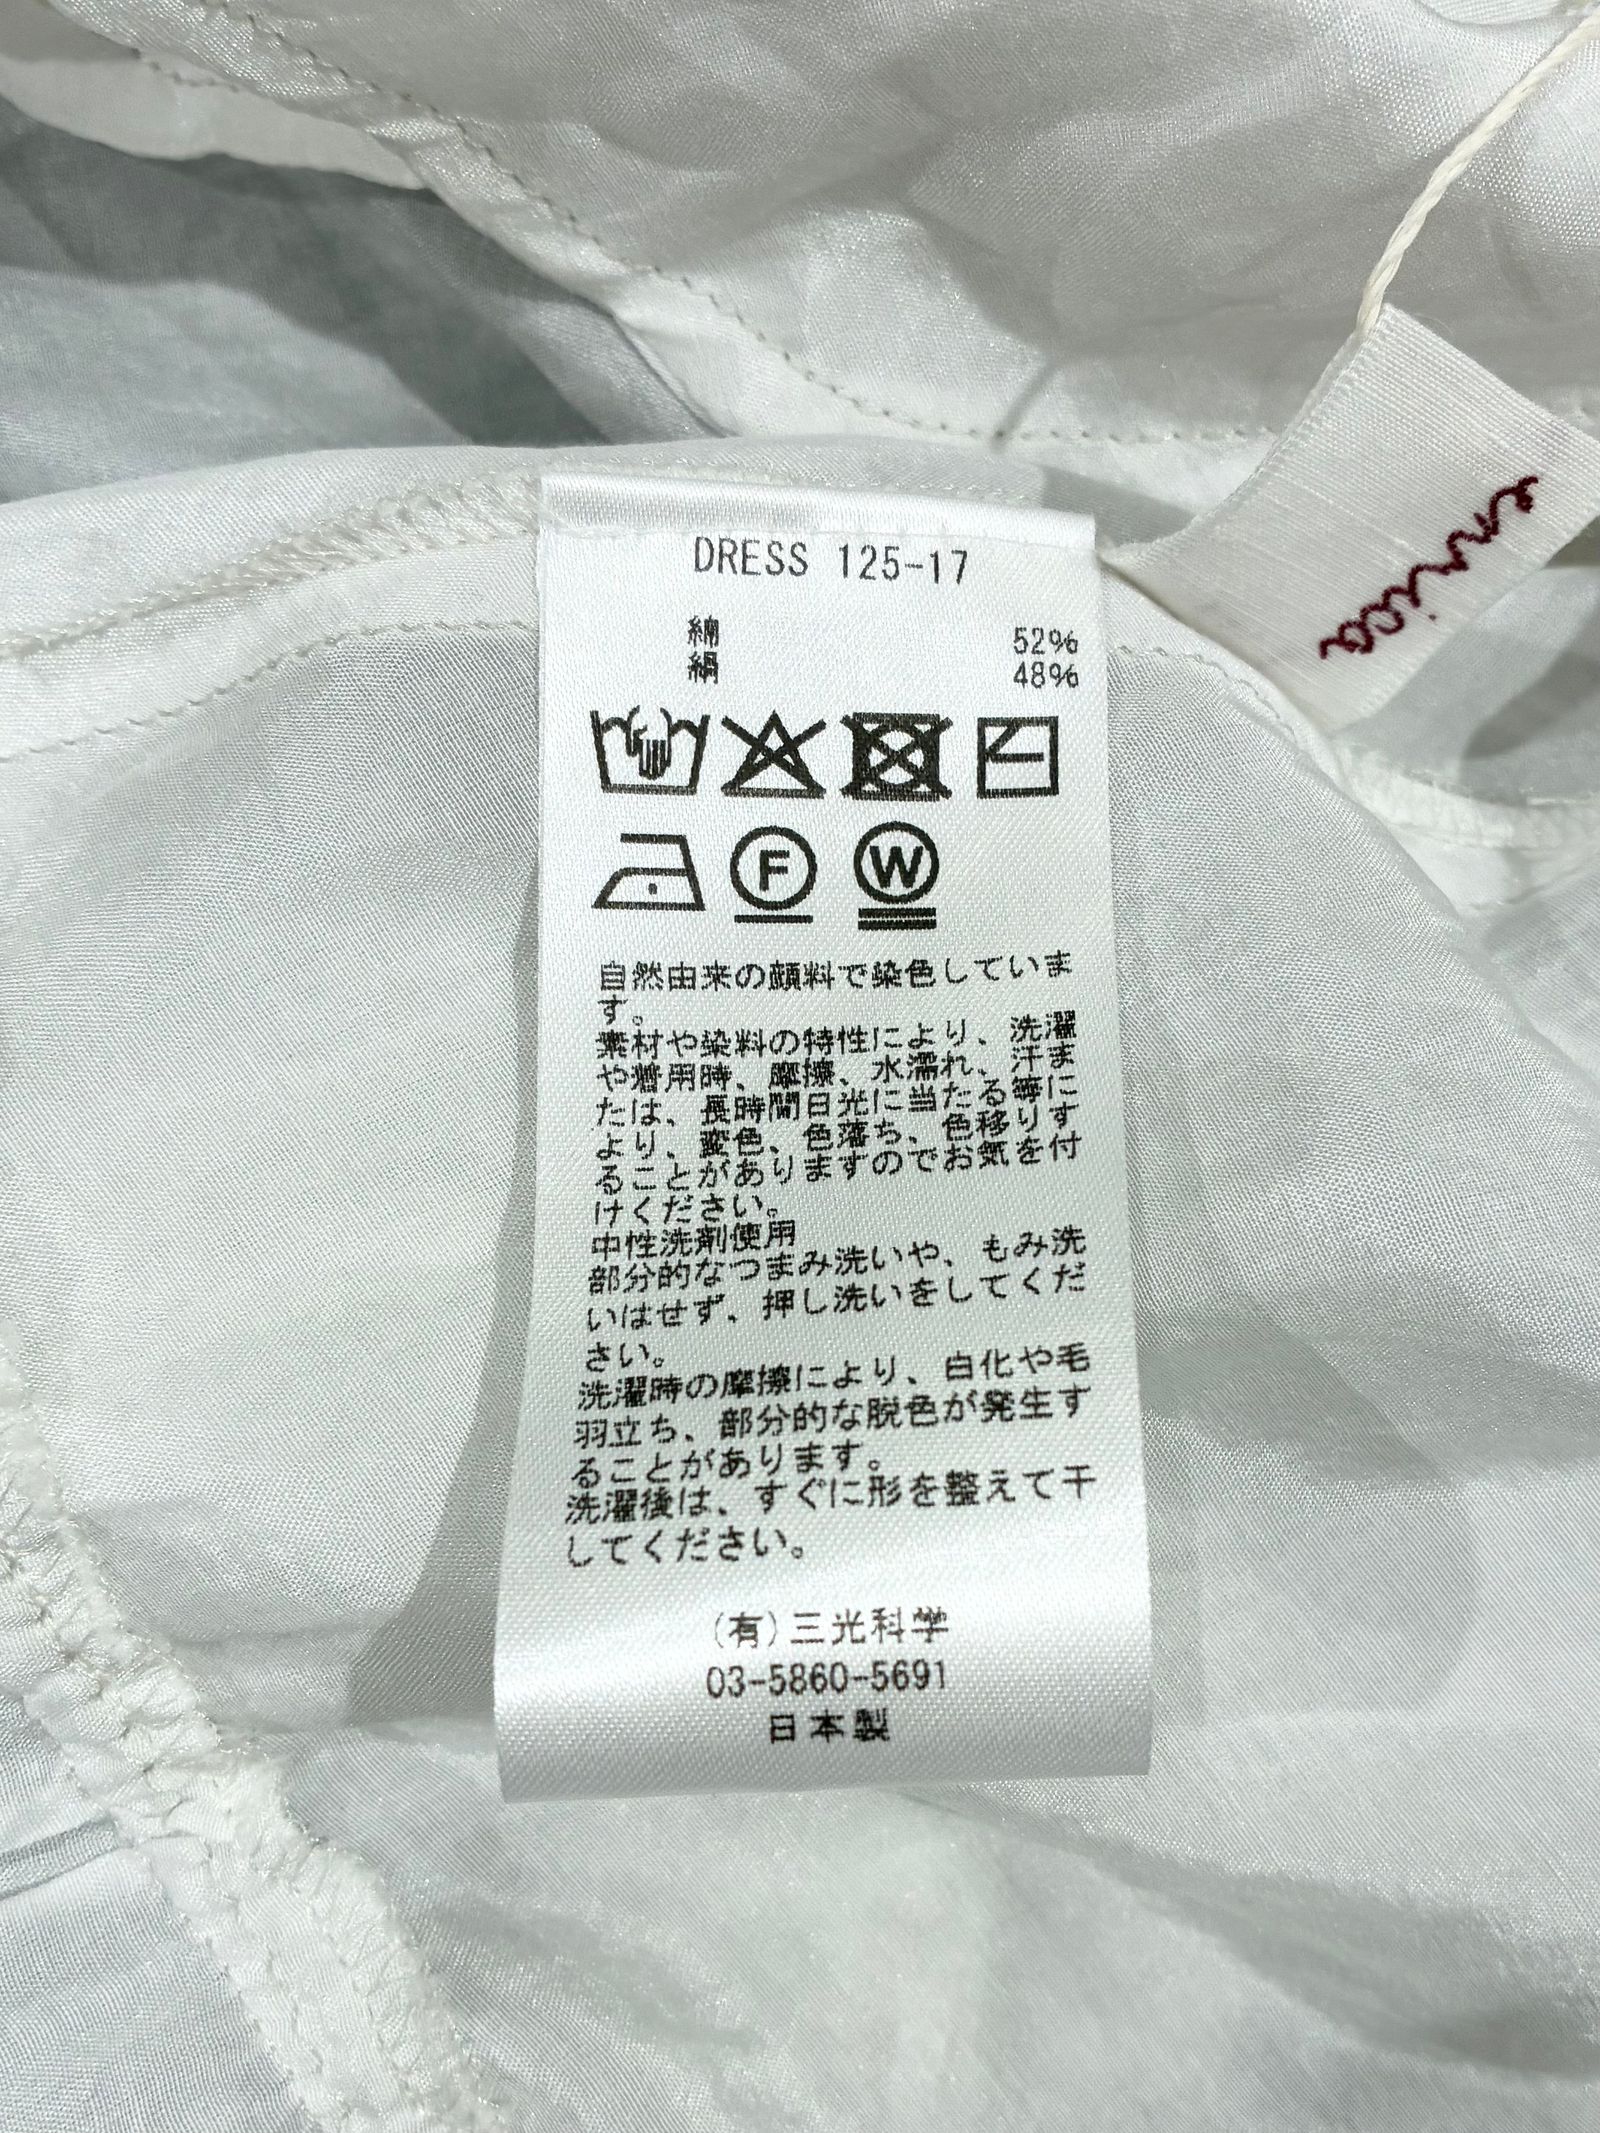 DRESS 125-17
綿 52%
絹 48%
F W
自然由来の顔料で染色していま
す。
素材や染料の特性により、洗濯
や着用時、摩擦、水濡れ、汗ま
たは、長時間日光に当たる等に
より、変色、色落ち、色移りす
ることがありますのでお気を付
けください。
中性洗剤使用
部分的なつまみ洗いや、もみ洗
いはせず、押し洗いをしてくだ
さい。
洗濯時の摩擦により、白化や毛
羽立ち、部分的な脱色が発生す
ることがあります。
洗濯後は、すぐに形を整えて干
してください。
(有)三光科学
03-5860-5691
日本製
enrica